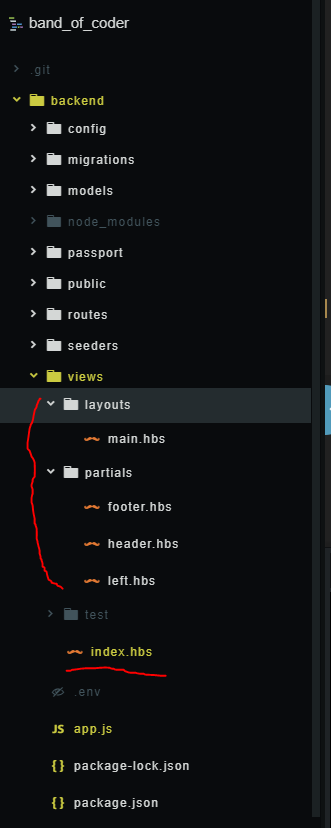 band_of_coder
.git
backend
config
migrations
models
node_modules
passport
public
routes
seeders
views
layouts
main.hbs
partials
footer.hbs
header.hbs
left.hbs
test
index.hbs
.env
JS app.js
{} package-lock.json
{} package.json